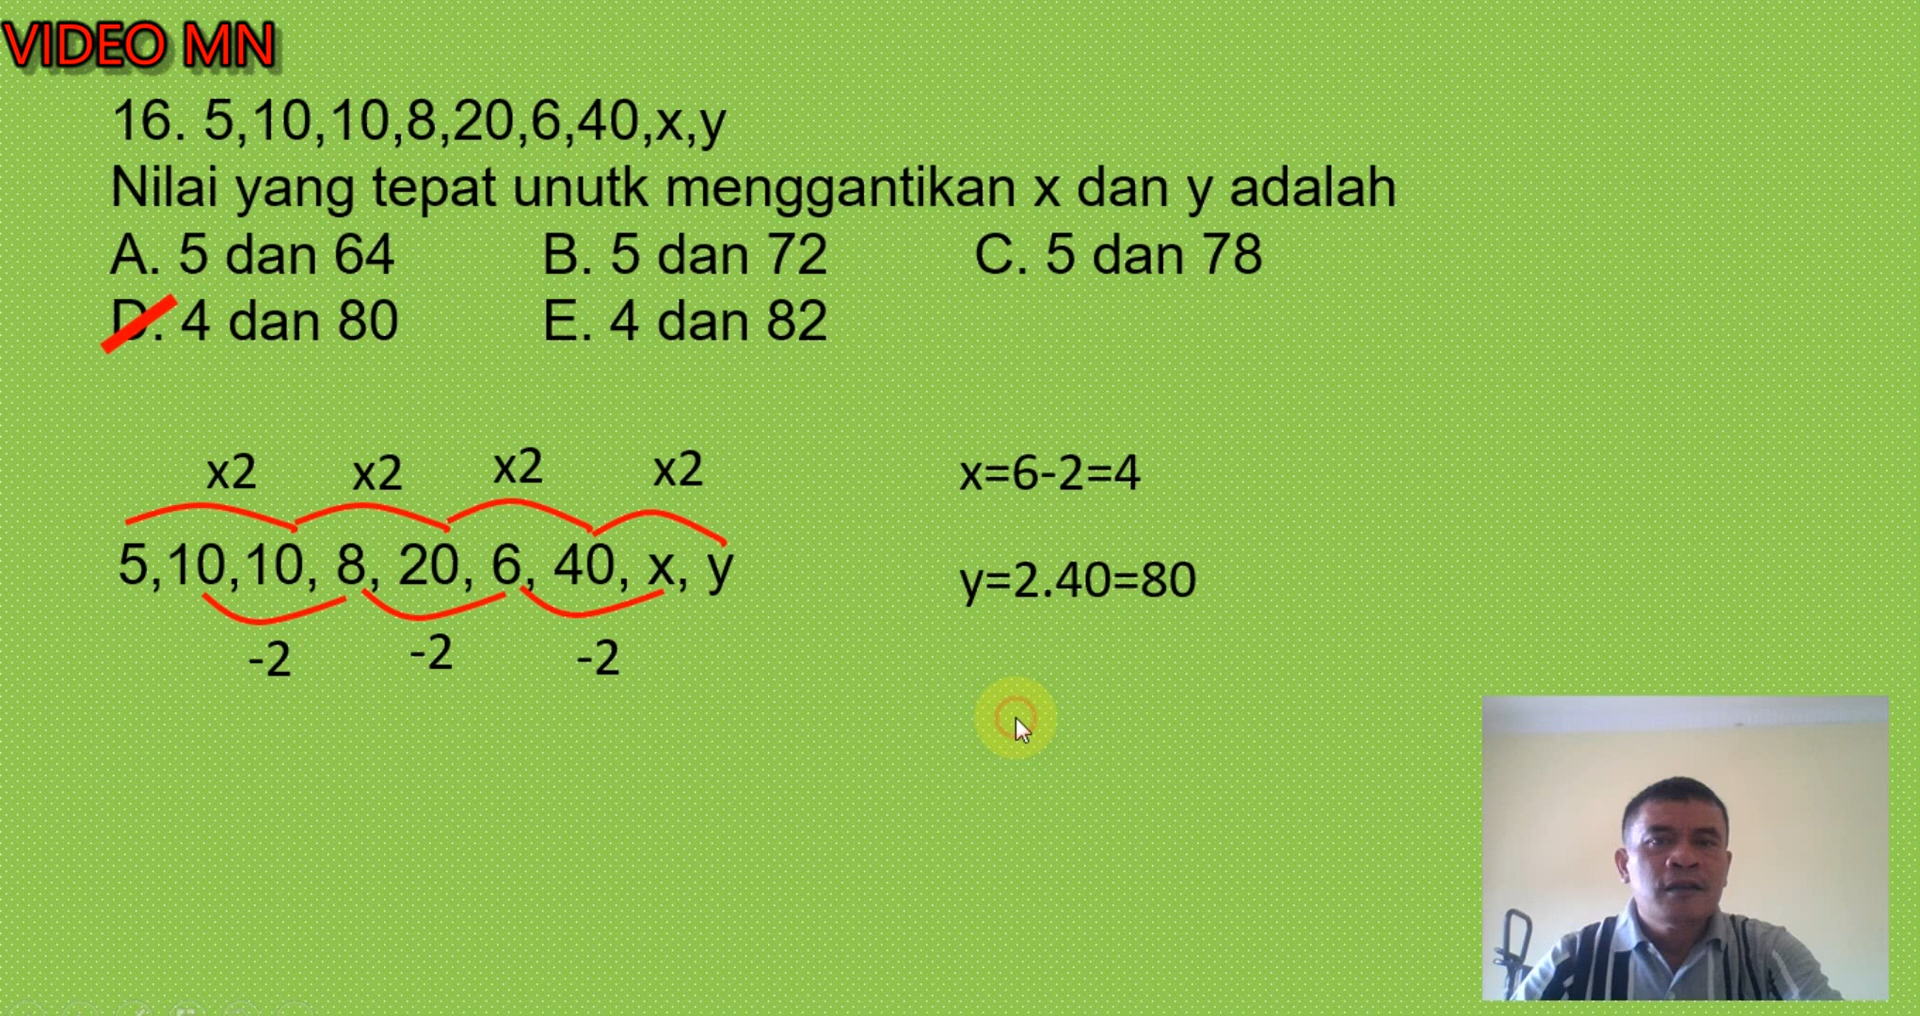 VIDEO MN
16. 5,10,10,8,20,6,40,x,y
Nilai yang tepat unutk menggantikan x dan y adalah
A. 5 dan 64 B. 5 dan 72 C. 5 dan 78
D. 4 dan 80 E. 4 dan 82
x2 x2 x2 x2
5,10,10, 8, 20, 6, 40, x, y
-2 -2 -2
x=6-2=4
y=2.40=80